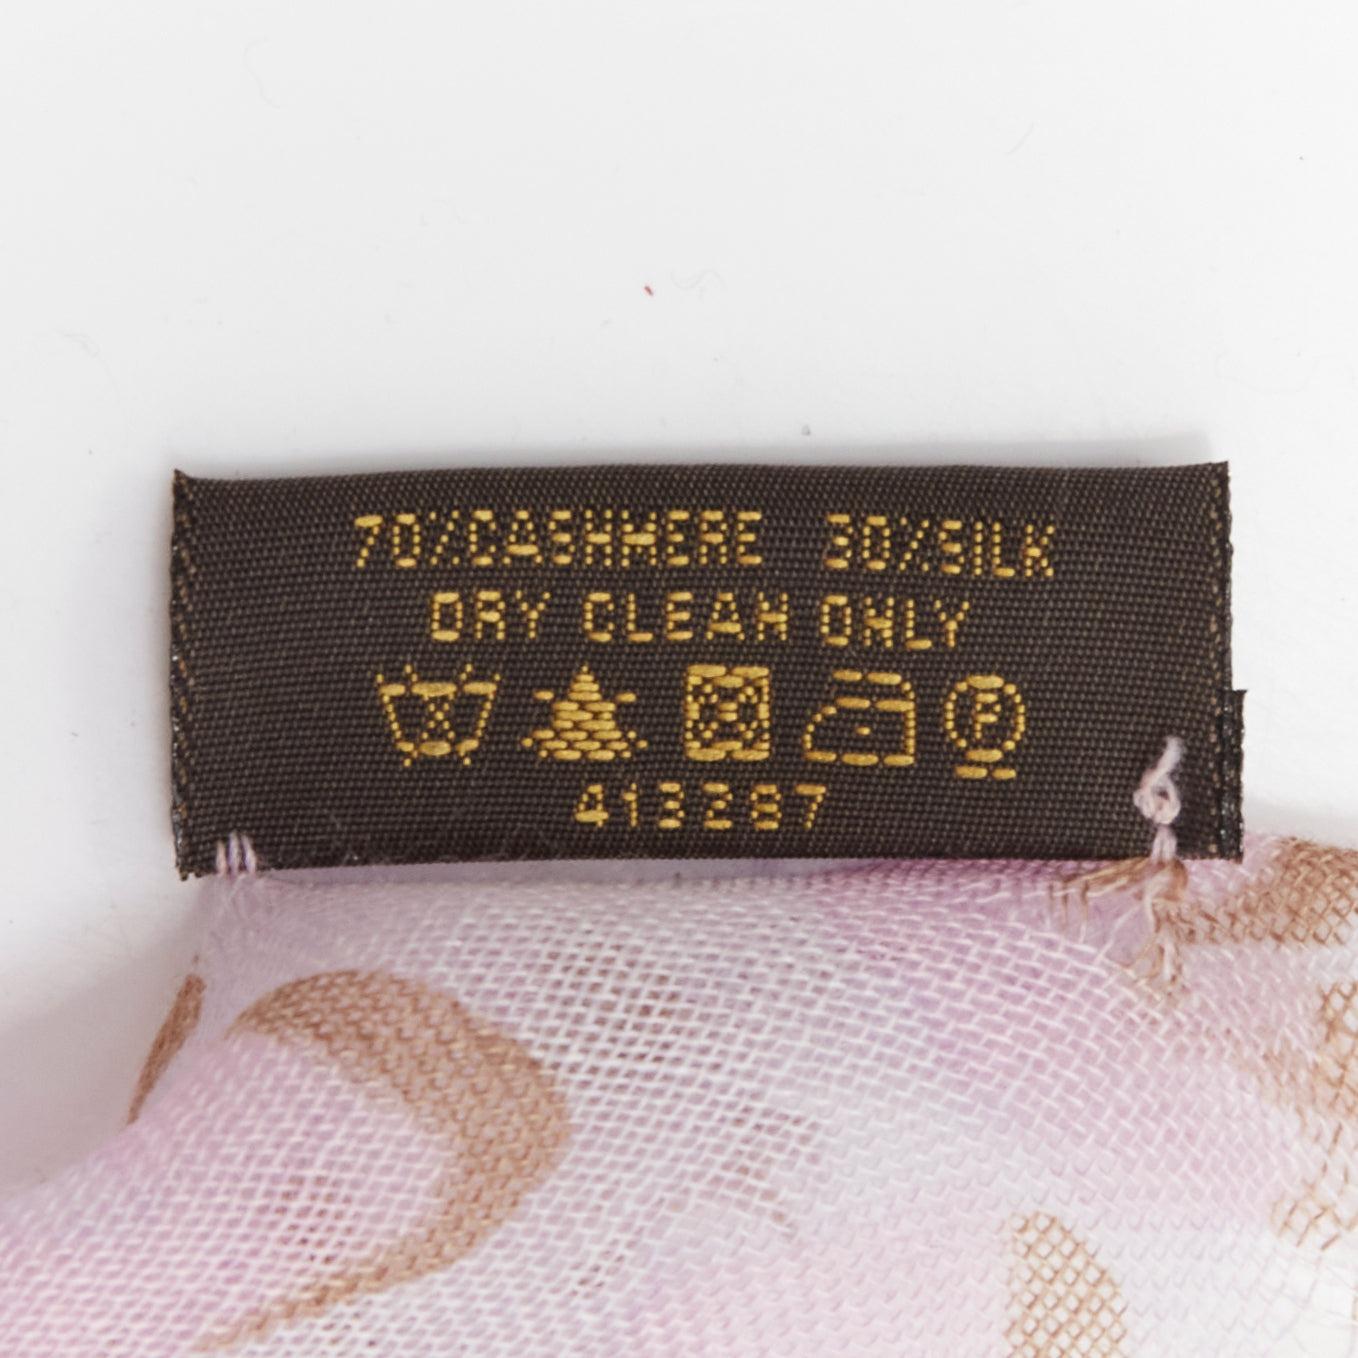 70%CASHMERE 30%SILK
DRY CLEAN ONLY
P
413287